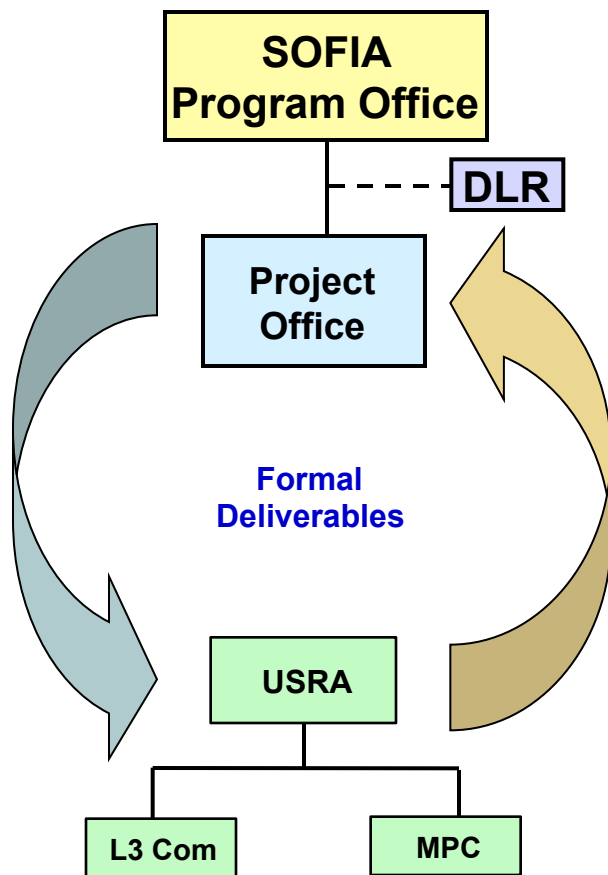 SOFIA
Program Office
DLR
Project
Office
Formal
Deliverables
USRA
L3 Com
MPC